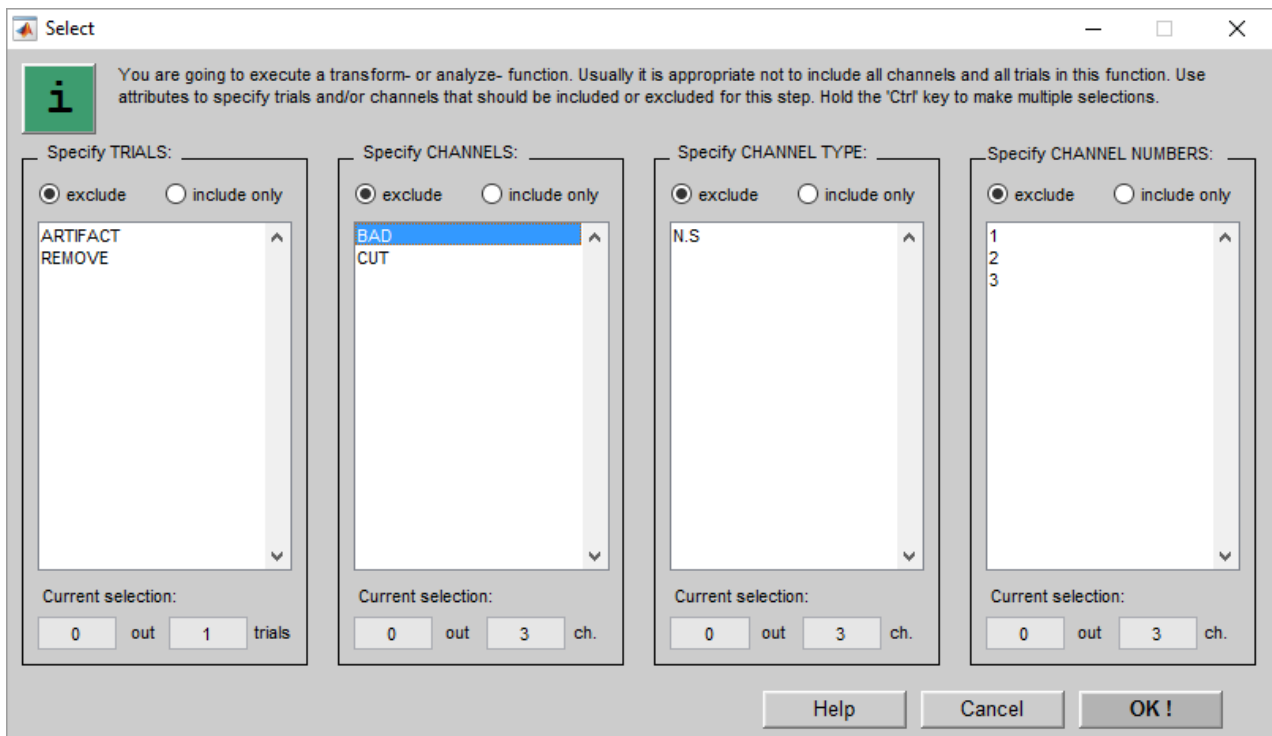 Select
You are going to execute a transform- or analyze- function. Usually it is appropriate not to include all channels and all trials in this function. Use
attributes to specify trials and/or channels that should be included or excluded for this step. Hold the 'Ctrl' key to make multiple selections.
i
Specify TRIALS:
exclude include only
ARTIFACT
REMOVE
Current selection:
0 out 1 trials
Specify CHANNELS:
exclude include only
BAD
CUT
Current selection:
0 out 3 ch.
Specify CHANNEL TYPE:
exclude include only
N.S
Current selection:
0 out 3 ch.
Specify CHANNEL NUMBERS:
exclude include only
1
2
3
Current selection:
0 out 3 ch.
Help Cancel OK !